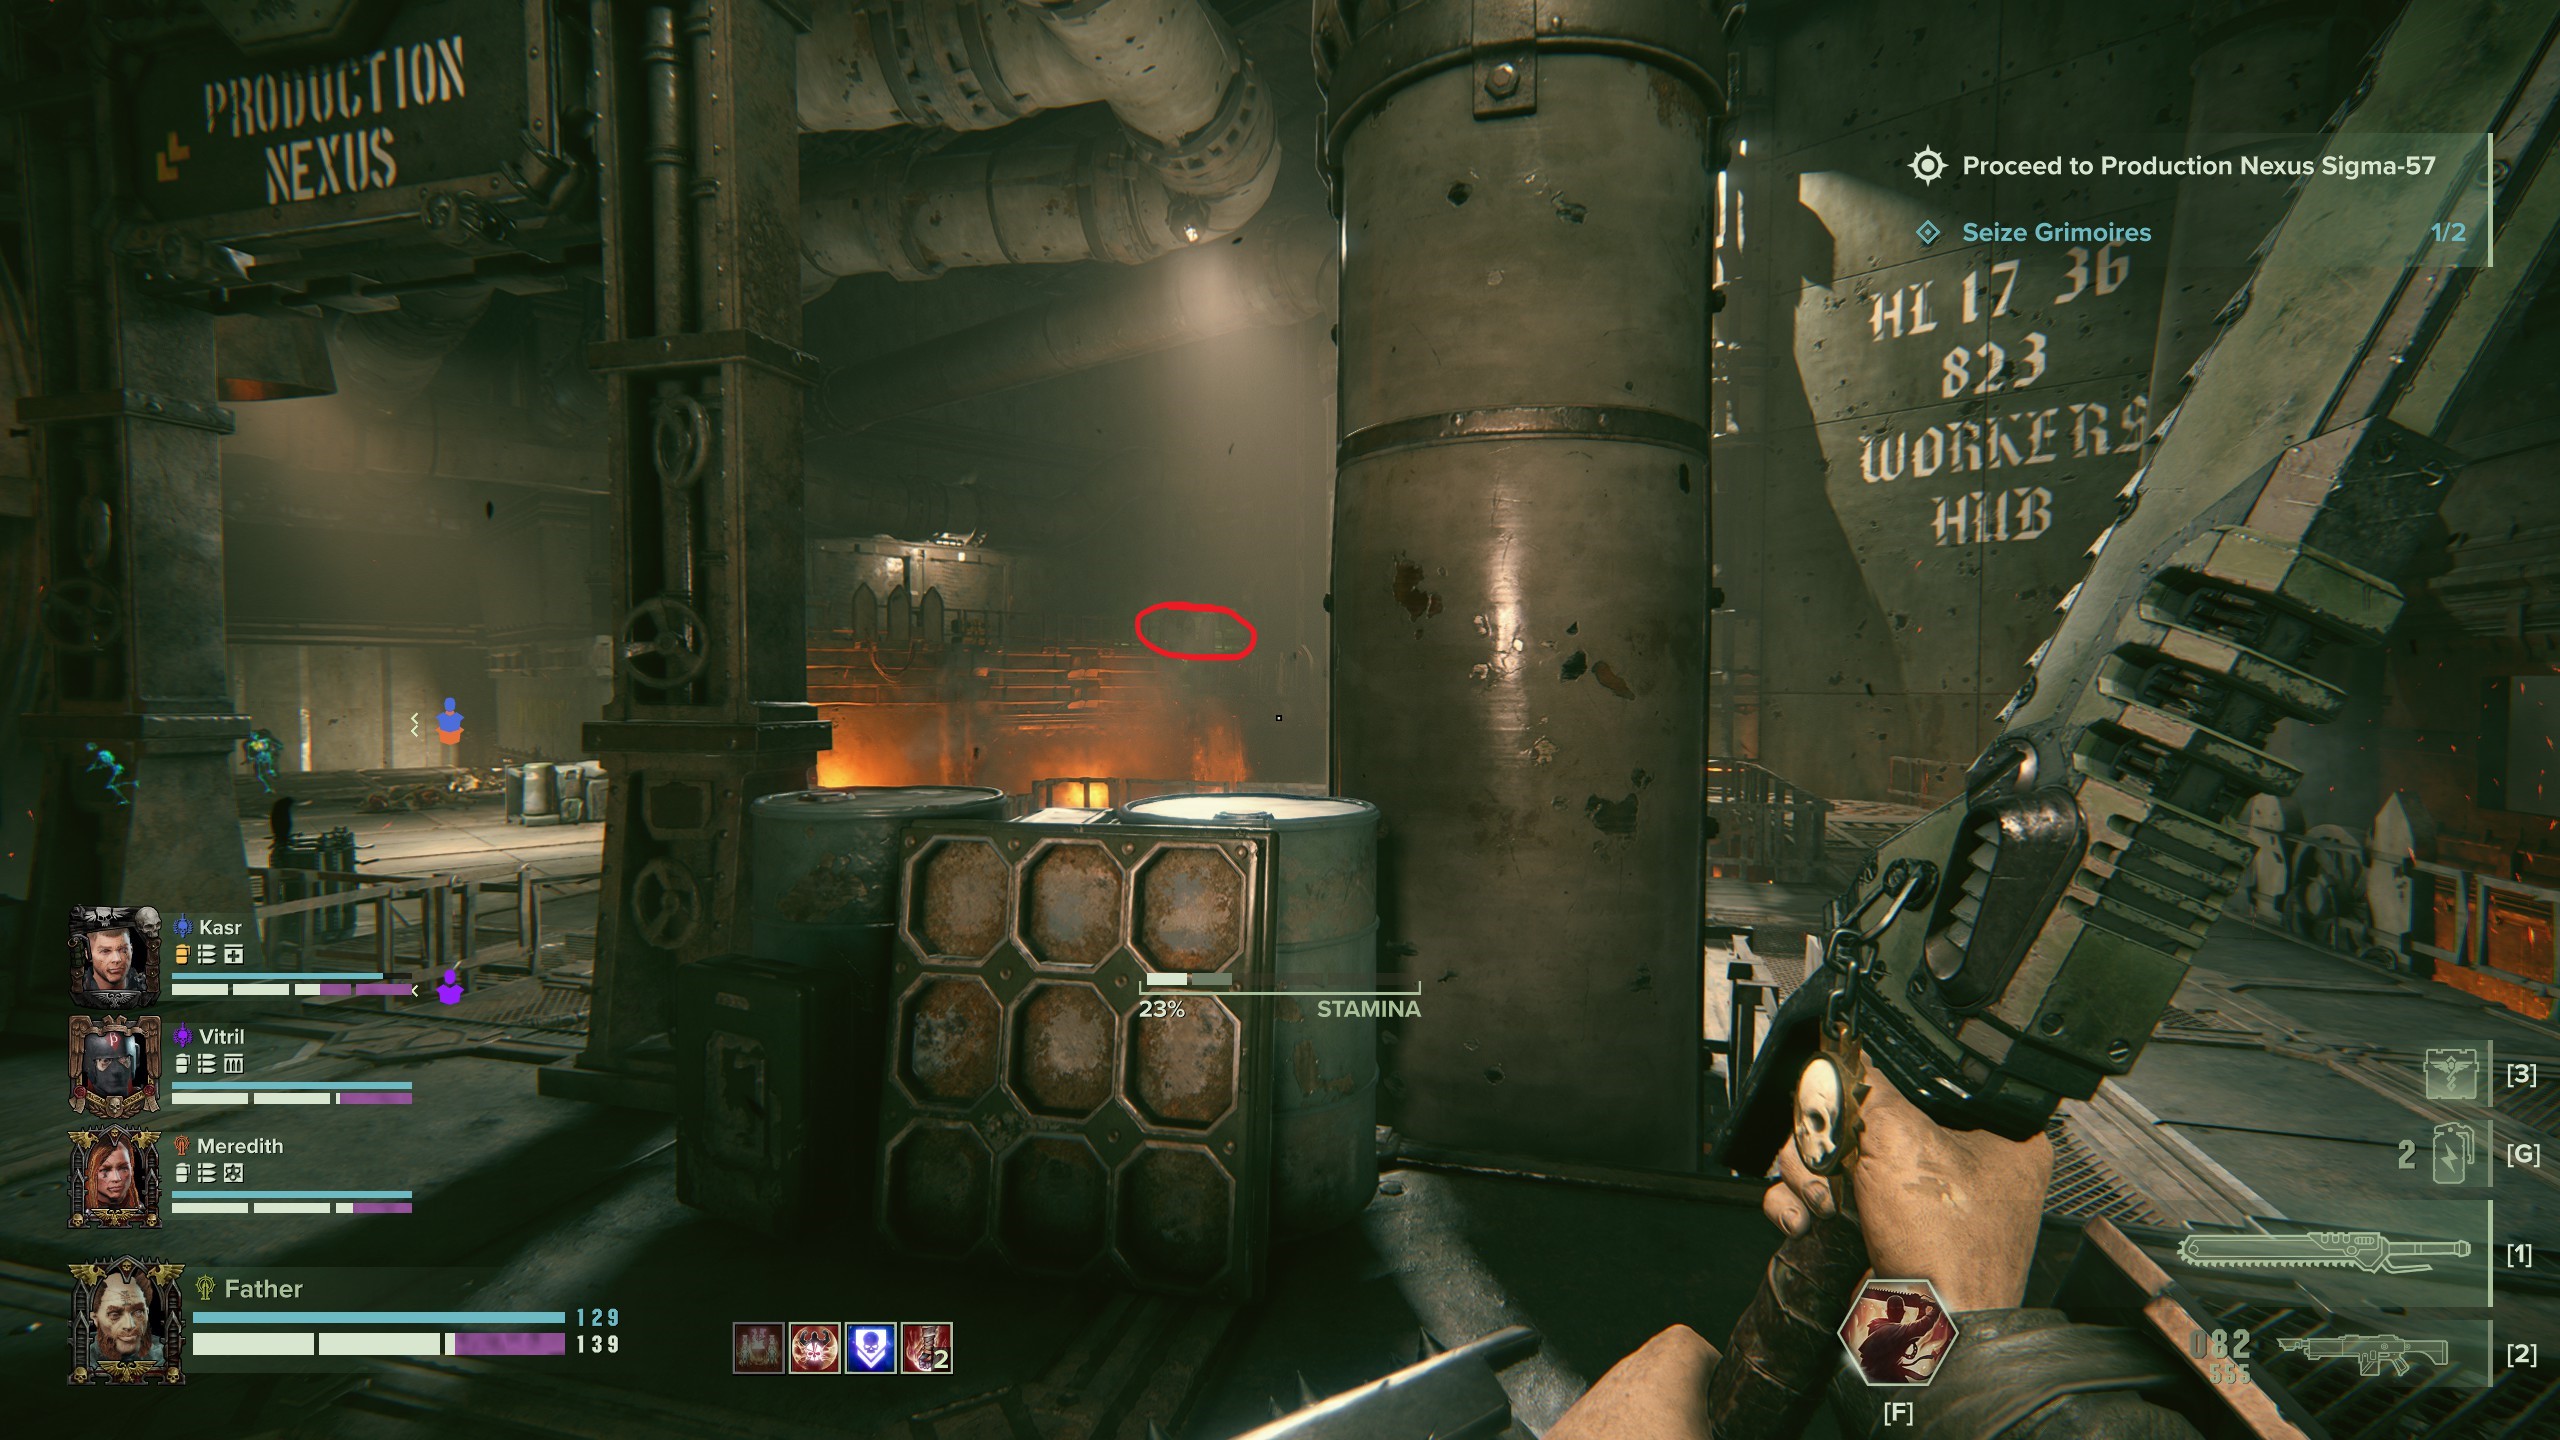 PRODUCTION
NEXUS
Proceed to Production Nexus Sigma-57
Seize Grimoires 1/2
HL 17 36
823
WORKERS
HUB
Kasr
23% STAMINA
Vitril
Meredith
Father
129
139
2
[3]
2 [G]
[1]
082
555
[2]
[F]